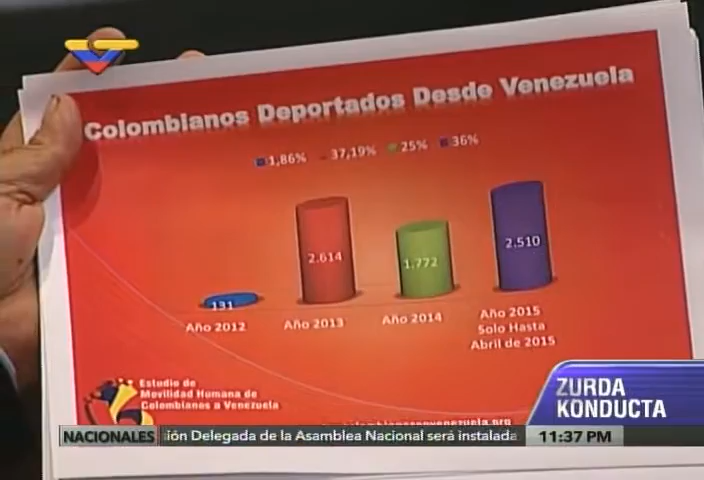 Colombianos Deportados Desde Venezuela
1,86% 37,19% 25% 36%
131
2.614
1.772
2.510
Año 2012
Año 2013
Año 2014
Año 2015
Solo Hasta
Abril de 2015
Estudio de
Movilidad Humana de
Colombianos a Venezuela
ZURDA
KONDUCTA
NACIONALES
ión Delegada de la Asamblea Nacional será instalada
11:37 PM